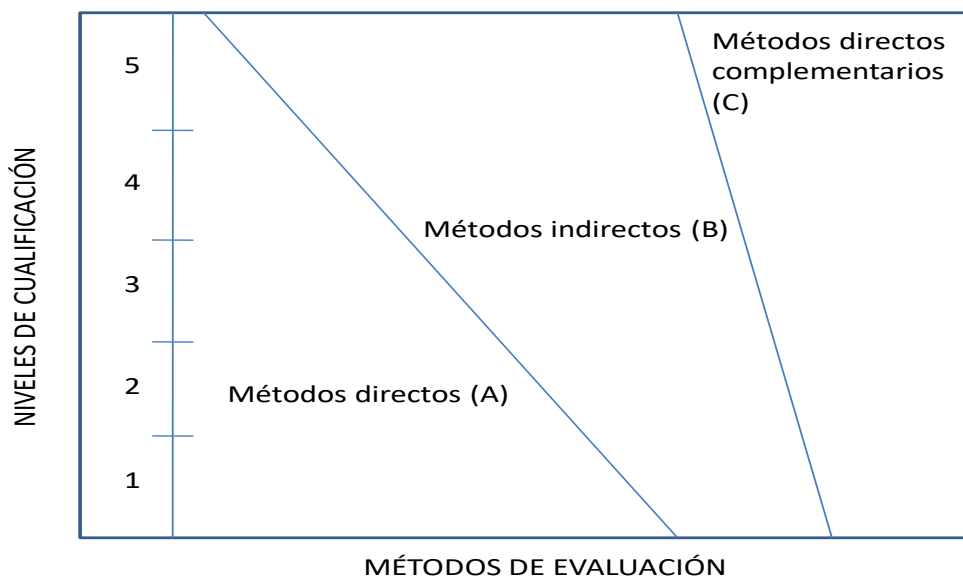 NIVELES DE CUALIFICACIÓN
5
4
3
2
1
Métodos directos
complementarios
(C)
Métodos indirectos (B)
Métodos directos (A)
MÉTODOS DE EVALUACIÓN